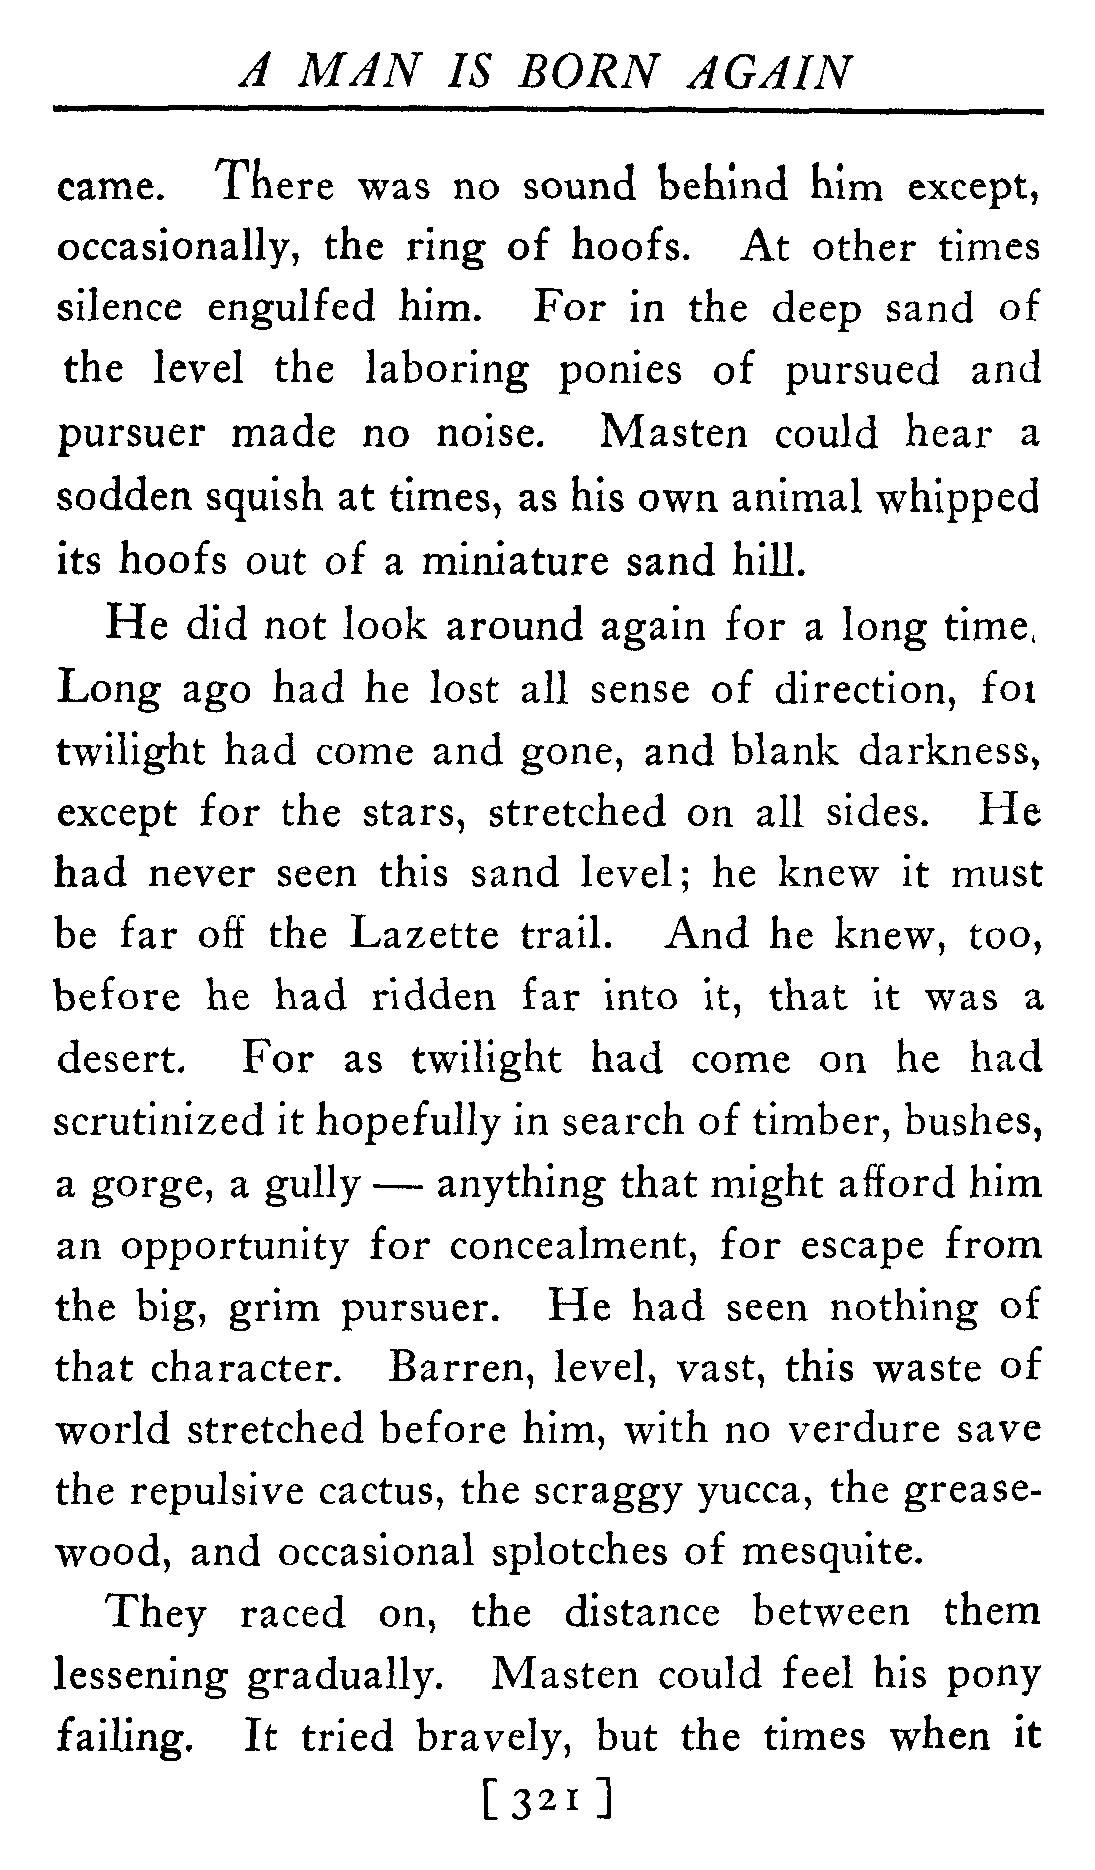 A MAN IS BORN AGAIN
came. There was no sound behind him except,
occasionally, the ring of hoofs. At other times
silence engulfed him. For in the deep sand of
the level the laboring ponies of pursued and
pursuer made no noise. Masten could hear a
sodden squish at times, as his own animal whipped
its hoofs out of a miniature sand hill.
He did not look around again for a long time.
Long ago had he lost all sense of direction, for
twilight had come and gone, and blank darkness,
except for the stars, stretched on all sides. He
had never seen this sand level; he knew it must
be far off the Lazette trail. And he knew, too,
before he had ridden far into it, that it was a
desert. For as twilight had come on he had
scrutinized it hopefully in search of timber, bushes,
a gorge, a gully — anything that might afford him
an opportunity for concealment, for escape from
the big, grim pursuer. He had seen nothing of
that character. Barren, level, vast, this waste of
world stretched before him, with no verdure save
the repulsive cactus, the scraggy yucca, the grease-
wood, and occasional splotches of mesquite.
They raced on, the distance between them
lessening gradually. Masten could feel his pony
failing. It tried bravely, but the times when it
[ 321 ]